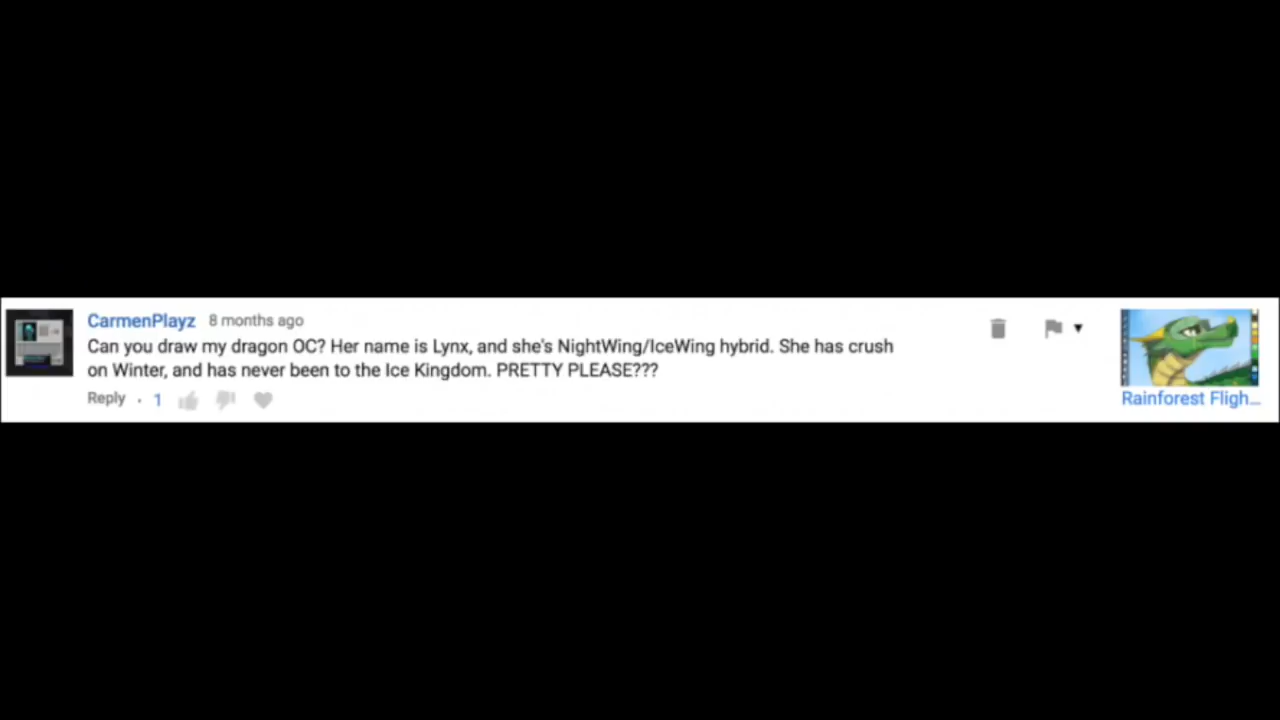 CarmenPlayz 8 months ago
Can you draw my dragon OC? Her name is Lynx, and she's NightWing/IceWing hybrid. She has crush
on Winter, and has never been to the Ice Kingdom. PRETTY PLEASE???
Reply · 1
Rainforest Fligh...